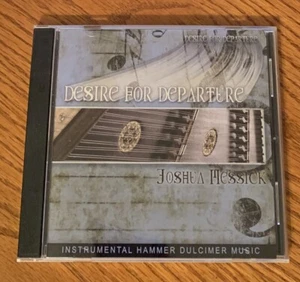 DESIRE FOR DEPARTURE
JOSHUA MESSICK
INSTRUMENTAL HAMMER DULCIMER MUSIC